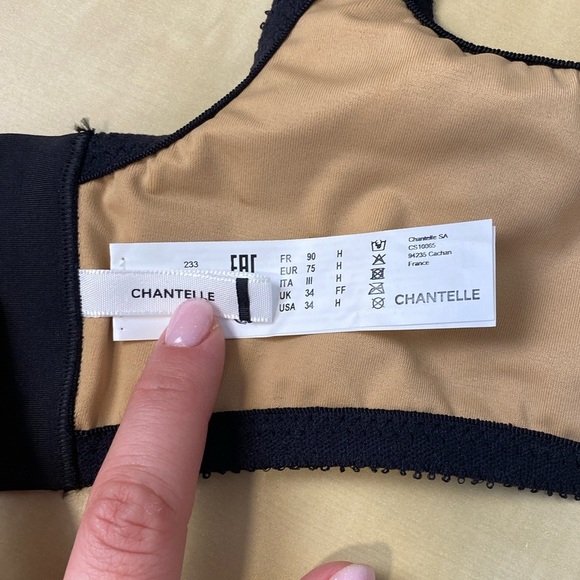 233
EAC
FR 90 H
EUR 75 H
ITA III H
UK 34 FF
USA 34 H
Chantelle SA
CS10065
94235 Cachan
France
CHANTELLE
CHANTELLE